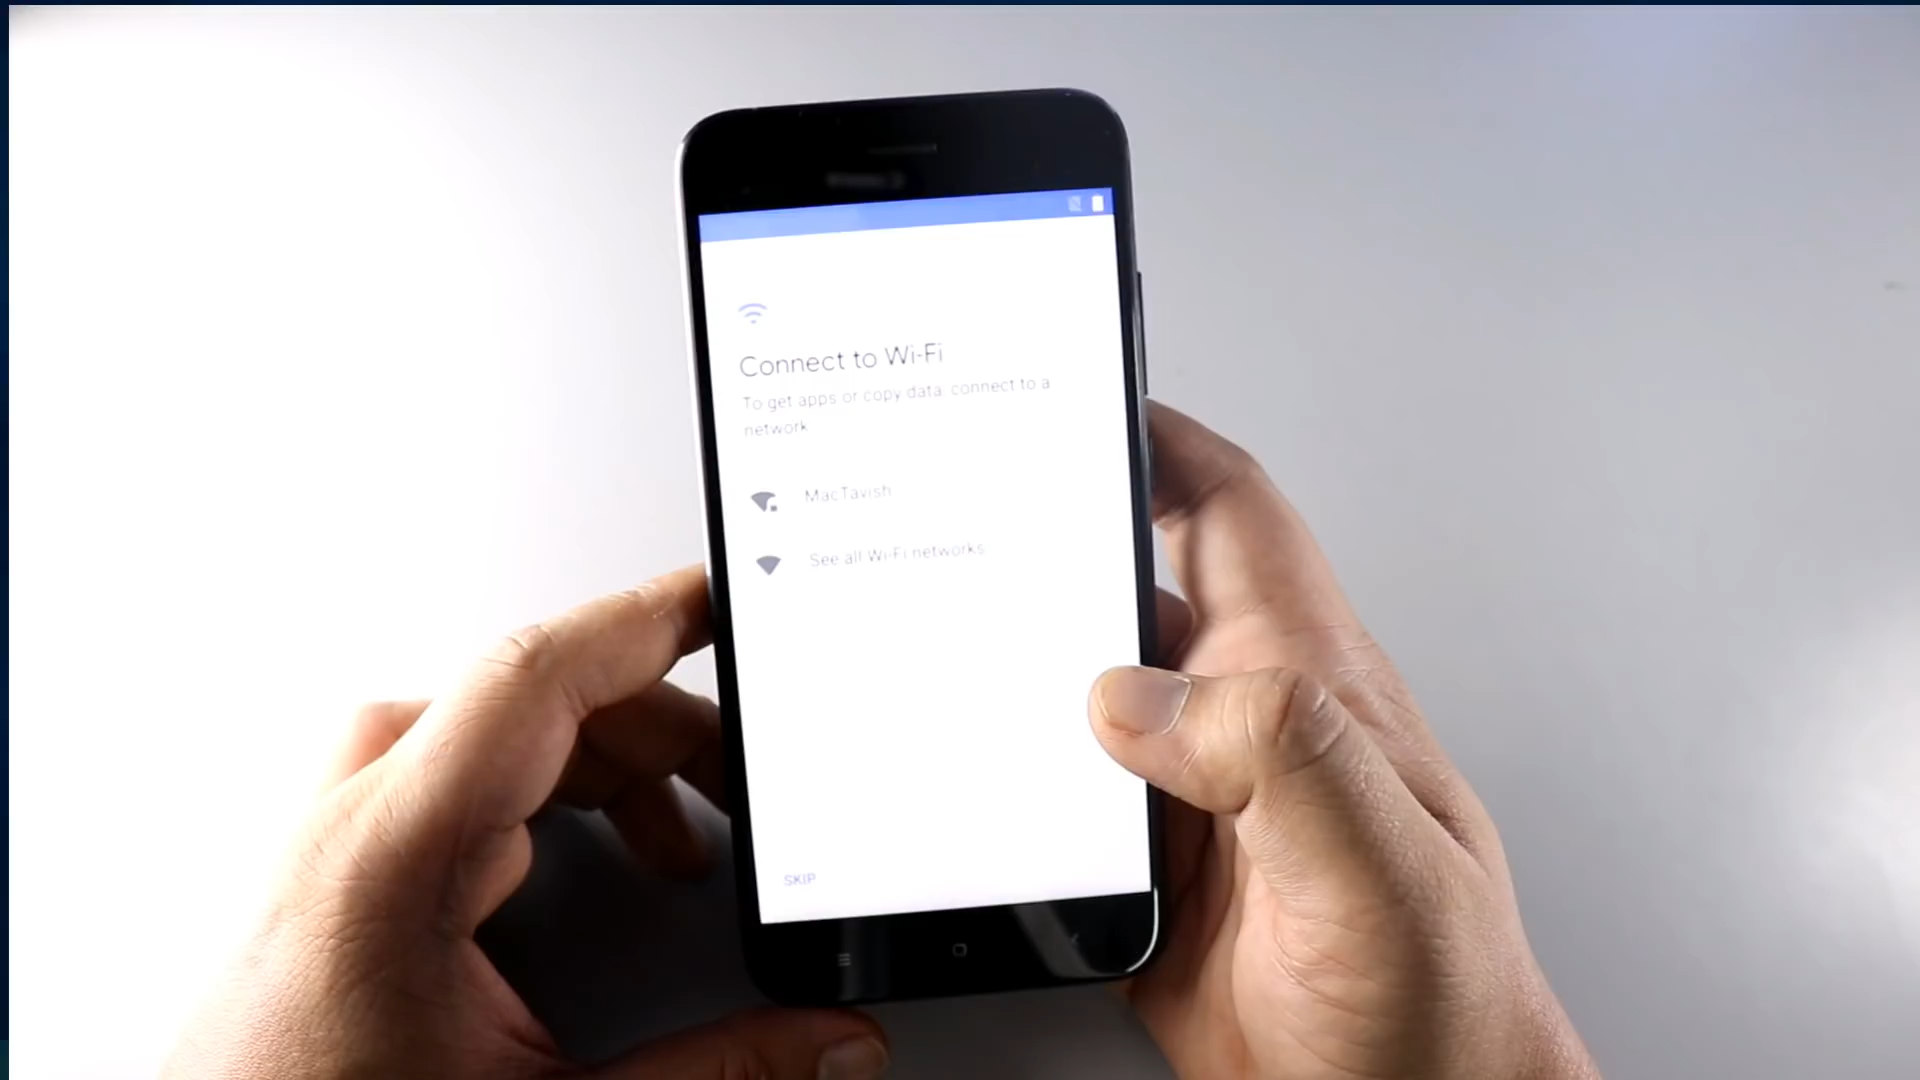 Connect to Wi-Fi
To get apps or copy data, connect to a
network
MacTavish
See all Wi-Fi networks
SKIP